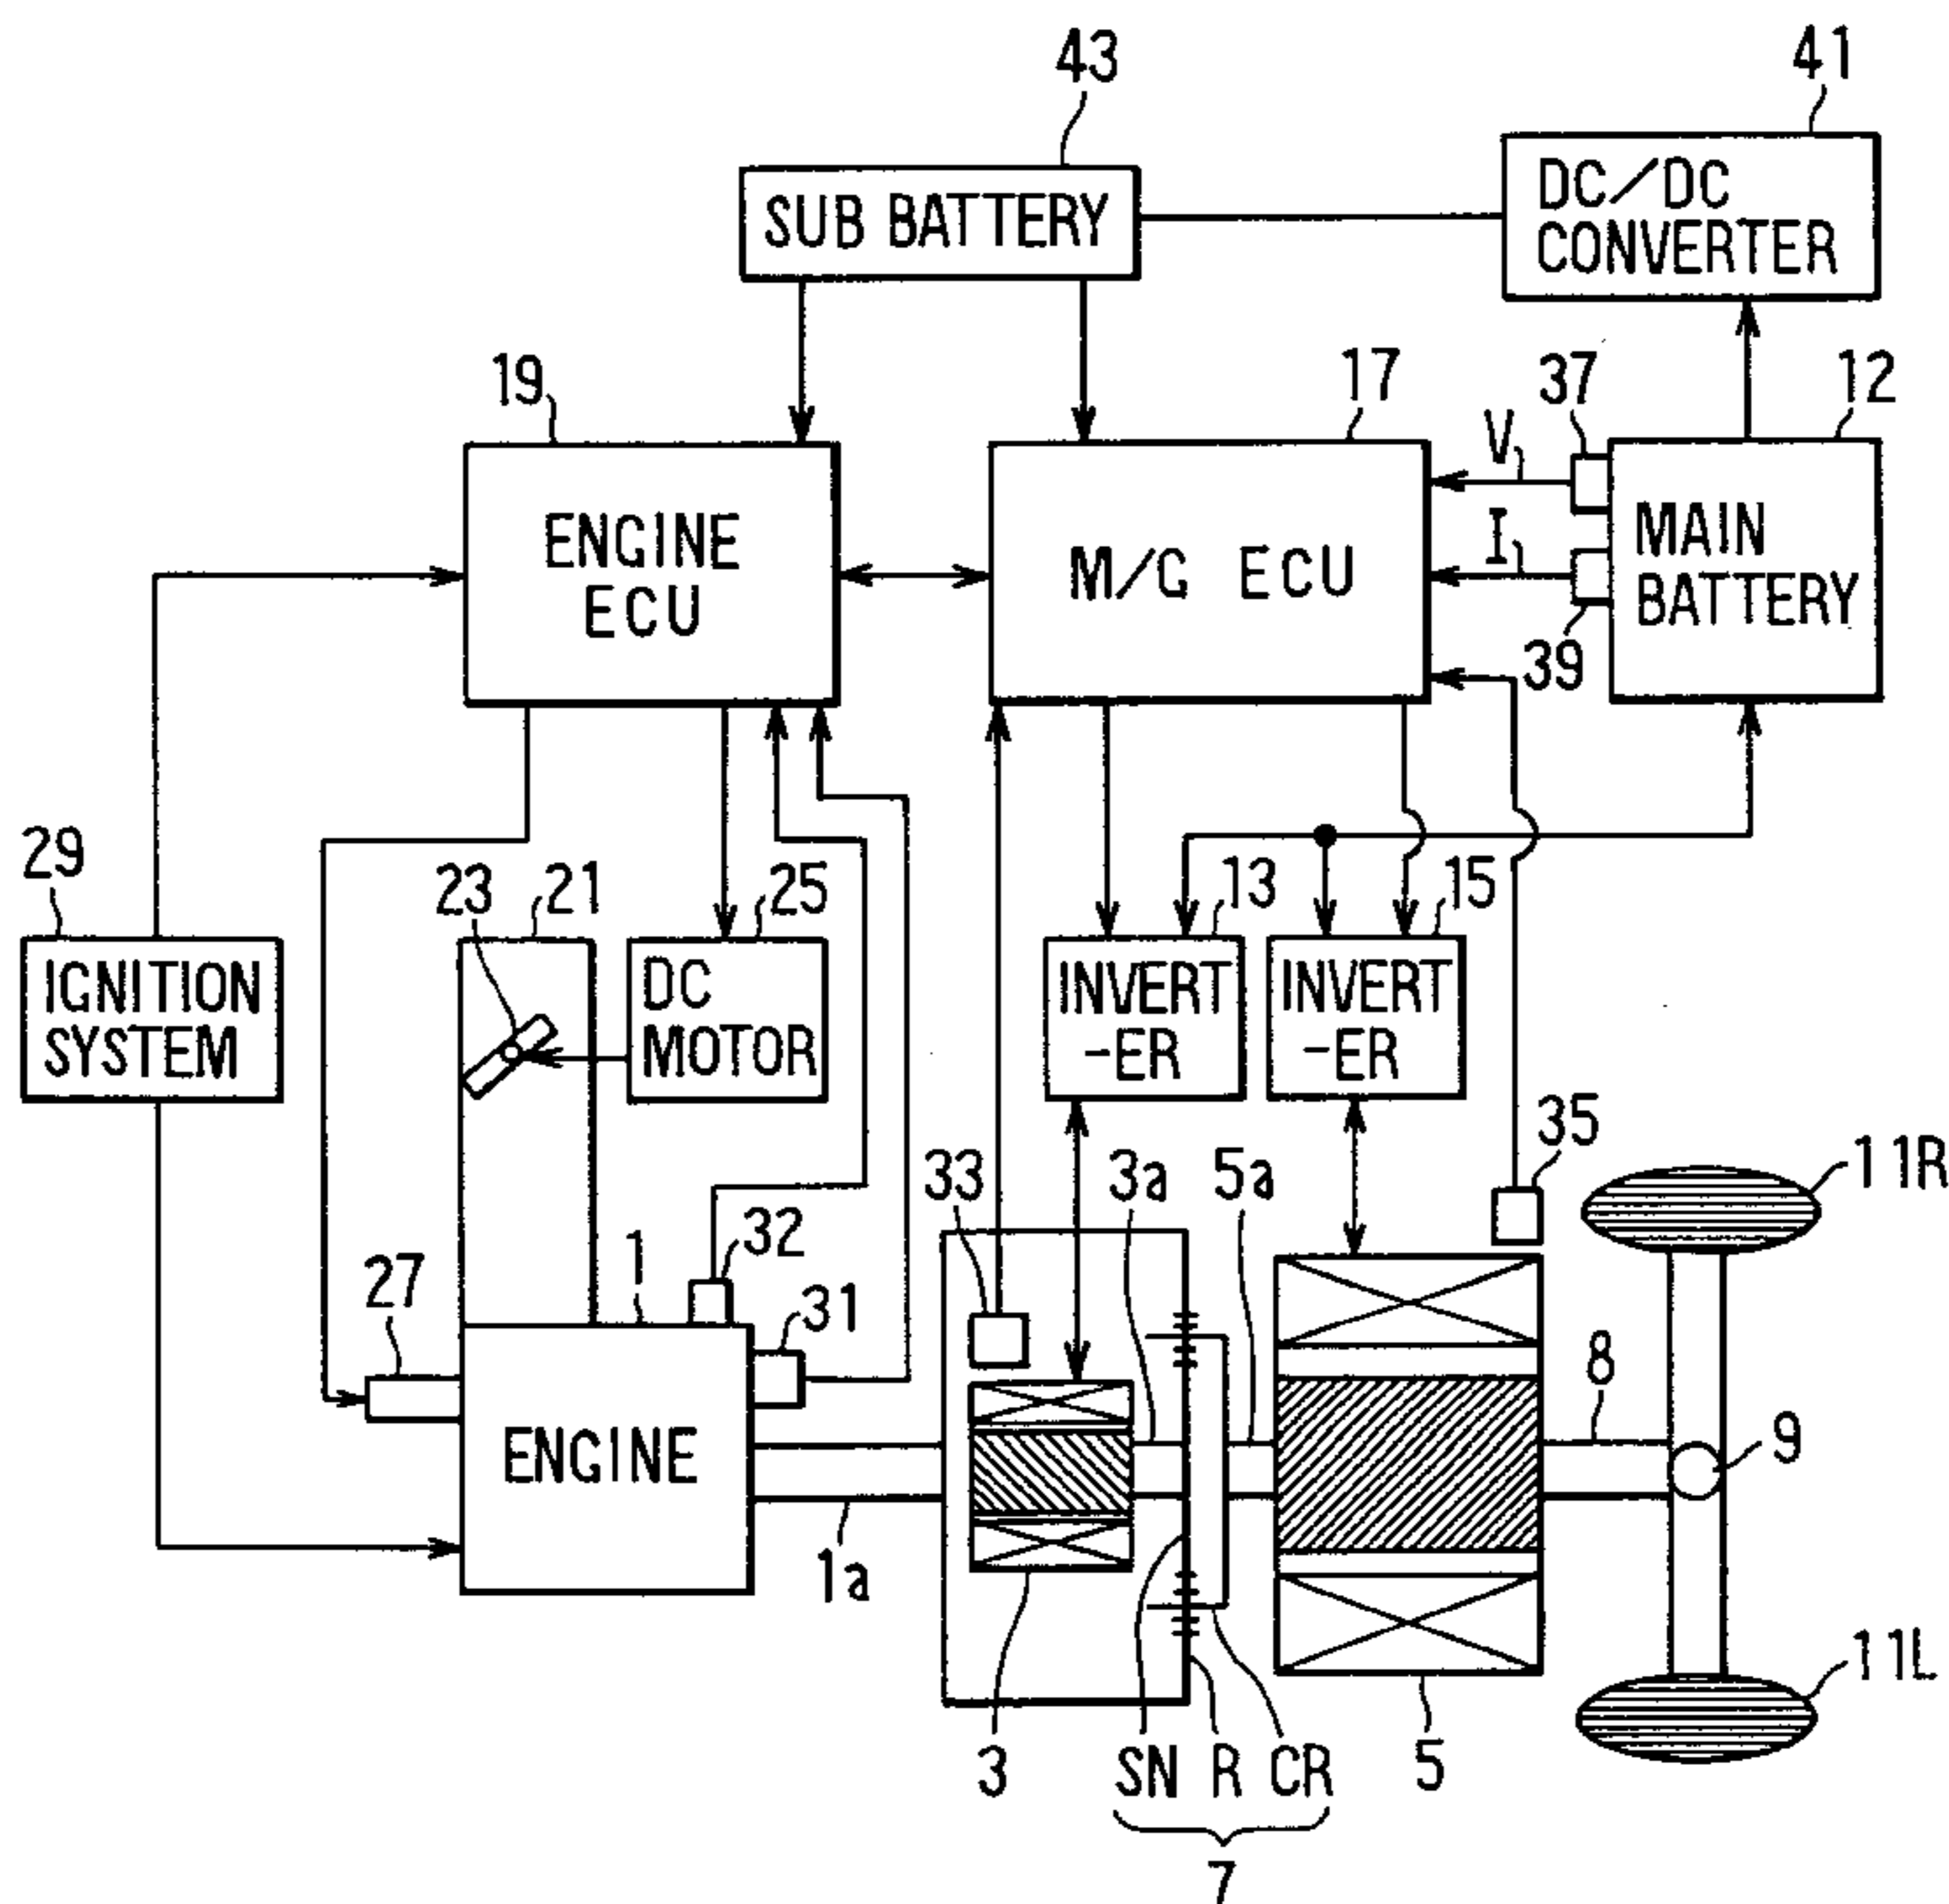 43
41
SUB BATTERY
DC/DC
CONVERTER
19
17
37
12
V
I
ENGINE
ECU
M/G ECU
MAIN
BATTERY
39
29
23
21
25
13
15
IGNITION
SYSTEM
DC
MOTOR
INVERT
-ER
INVERT
-ER
35
11R
33
3a
5a
32
1
27
31
8
9
ENGINE
1a
11L
3
SN R CR
5
7